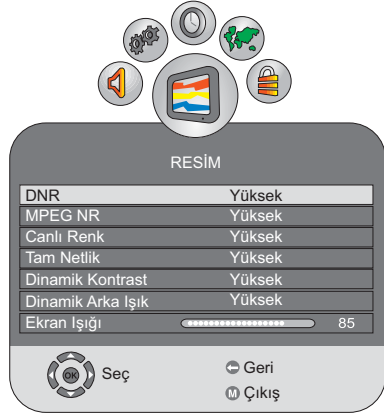 RESİM
DNR Yüksek
MPEG NR Yüksek
Canlı Renk Yüksek
Tam Netlik Yüksek
Dinamik Kontrast Yüksek
Dinamik Arka Işık Yüksek
Ekran Işığı 85
OK Seç
Geri
M Çıkış